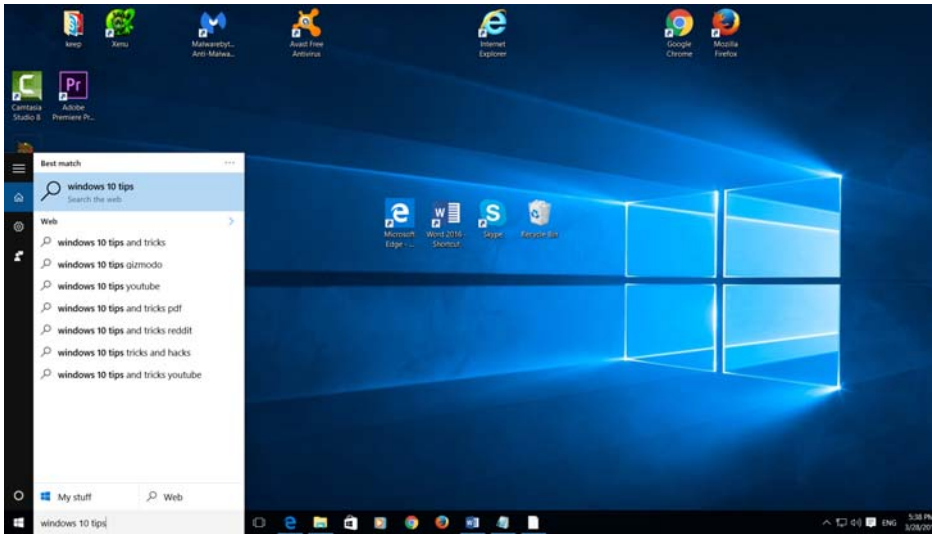 keep
Xenu
Malwarebyt...
Anti-Malwa...
Avast Free
Antivirus
Internet
Explorer
Google
Chrome
Mozilla
Firefox
Camtasia
Studio 8
Pr
Adobe
Premiere Pr...
Best match
windows 10 tips
Search the web
Web
windows 10 tips and tricks
windows 10 tips gizmodo
windows 10 tips youtube
windows 10 tips and tricks pdf
windows 10 tips and tricks reddit
windows 10 tips tricks and hacks
windows 10 tips and tricks youtube
Microsoft
Edge - ...
Word 2016 -
Shortcut
Skype
Recycle Bin
My stuff
Web
windows 10 tips
ENG
5:38 PM
3/28/20